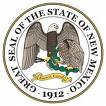 GREAT SEAL OF THE STATE OF NEW MEXICO
• 1912 •